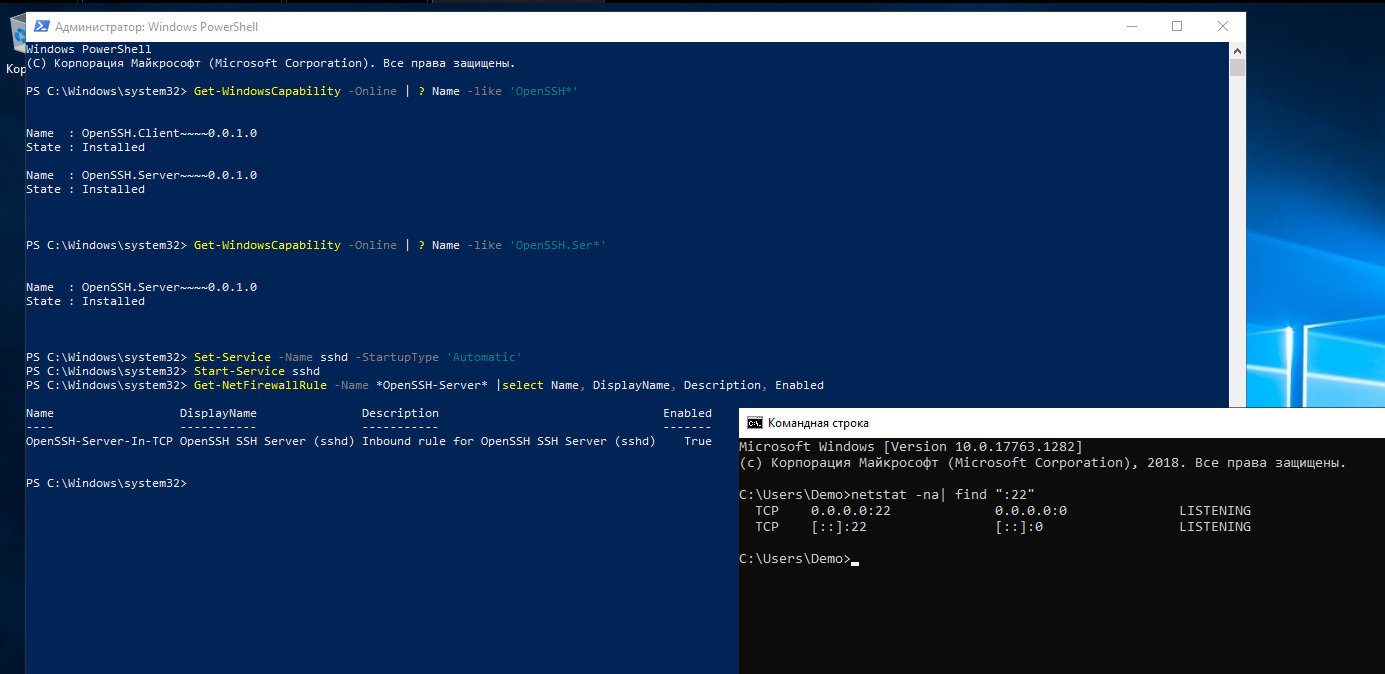 Администратор: Windows PowerShell
Windows PowerShell
(C) Корпорация Майкрософт (Microsoft Corporation). Все права защищены.
PS C:\Windows\system32> Get-WindowsCapability -Online | ? Name -like 'OpenSSH*'
Name  : OpenSSH.Client~~~~0.0.1.0
State : Installed
Name  : OpenSSH.Server~~~~0.0.1.0
State : Installed
PS C:\Windows\system32> Get-WindowsCapability -Online | ? Name -like 'OpenSSH.Ser*'
Name  : OpenSSH.Server~~~~0.0.1.0
State : Installed
PS C:\Windows\system32> Set-Service -Name sshd -StartupType 'Automatic'
PS C:\Windows\system32> Start-Service sshd
PS C:\Windows\system32> Get-NetFirewallRule -Name *OpenSSH-Server* |select Name, DisplayName, Description, Enabled
Name                  DisplayName               Description                                Enabled
----                  -----------               -----------                                -------
OpenSSH-Server-In-TCP OpenSSH SSH Server (sshd) Inbound rule for OpenSSH SSH Server (sshd)    True
PS C:\Windows\system32>
Кор
Командная строка
Microsoft Windows [Version 10.0.17763.1282]
(c) Корпорация Майкрософт (Microsoft Corporation), 2018. Все права защищены.
C:\Users\Demo>netstat -na| find ":22"
  TCP    0.0.0.0:22             0.0.0.0:0              LISTENING
  TCP    [::]:22                [::]:0                 LISTENING
C:\Users\Demo>